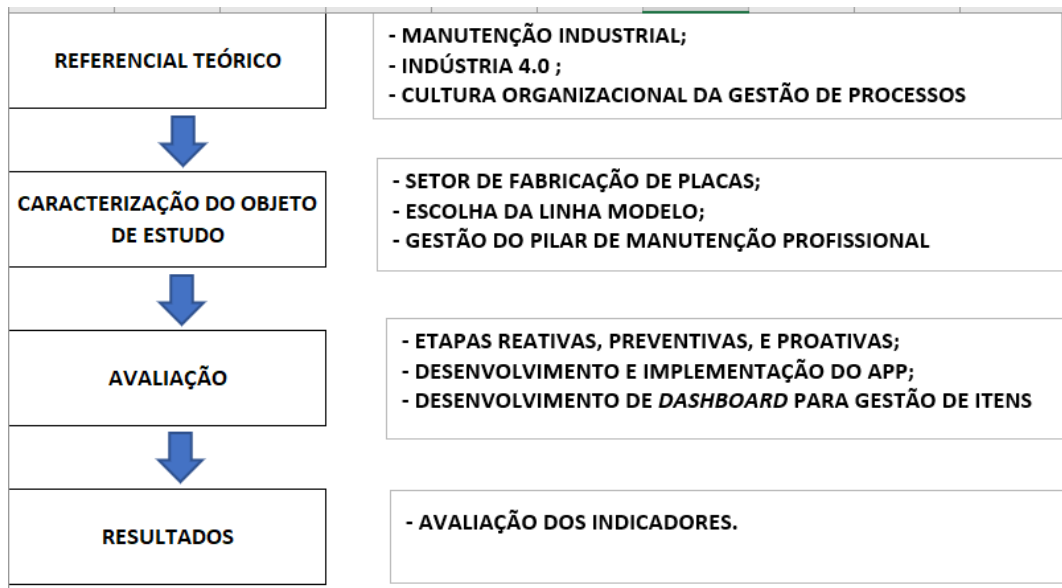 REFERENCIAL TEÓRICO
- MANUTENÇÃO INDUSTRIAL;
- INDÚSTRIA 4.0 ;
- CULTURA ORGANIZACIONAL DA GESTÃO DE PROCESSOS
CARACTERIZAÇÃO DO OBJETO
DE ESTUDO
- SETOR DE FABRICAÇÃO DE PLACAS;
- ESCOLHA DA LINHA MODELO;
- GESTÃO DO PILAR DE MANUTENÇÃO PROFISSIONAL
AVALIAÇÃO
- ETAPAS REATIVAS, PREVENTIVAS, E PROATIVAS;
- DESENVOLVIMENTO E IMPLEMENTAÇÃO DO APP;
- DESENVOLVIMENTO DE DASHBOARD PARA GESTÃO DE ITENS
RESULTADOS
- AVALIAÇÃO DOS INDICADORES.